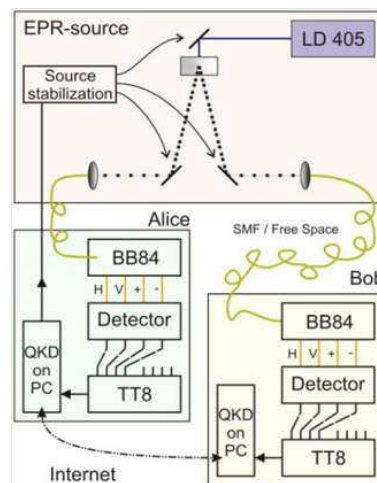 EPR-source
LD 405
Source
stabilization
Alice
SMF / Free Space
BB84
H V + -
Detector
QKD
on
PC
TT8
Bob
BB84
H V + -
Detector
QKD
on
PC
TT8
Internet